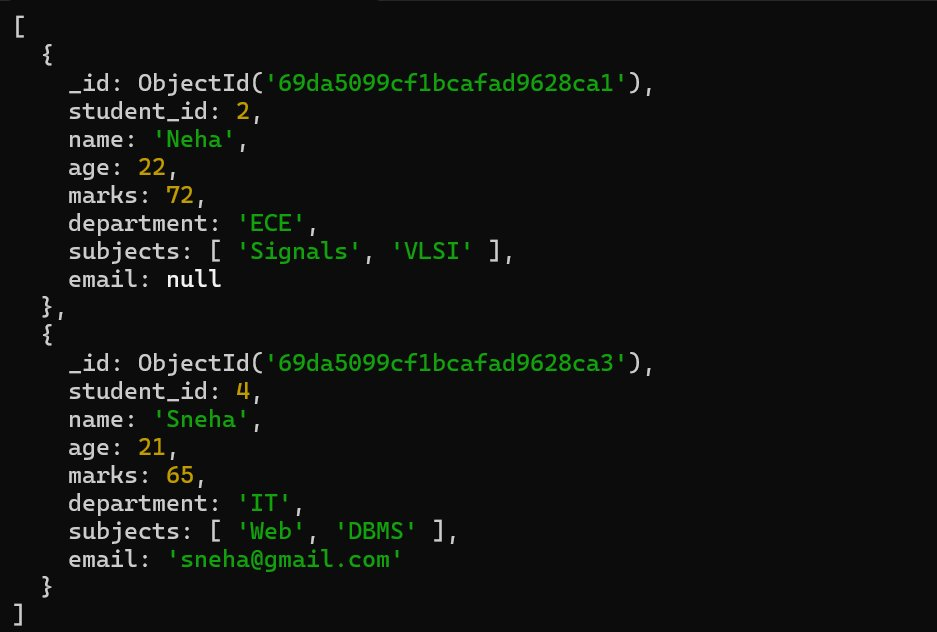 [
  {
    _id: ObjectId('69da5099cf1bcafad9628ca1'),
    student_id: 2,
    name: 'Neha',
    age: 22,
    marks: 72,
    department: 'ECE',
    subjects: [ 'Signals', 'VLSI' ],
    email: null
  },
  {
    _id: ObjectId('69da5099cf1bcafad9628ca3'),
    student_id: 4,
    name: 'Sneha',
    age: 21,
    marks: 65,
    department: 'IT',
    subjects: [ 'Web', 'DBMS' ],
    email: 'sneha@gmail.com'
  }
]